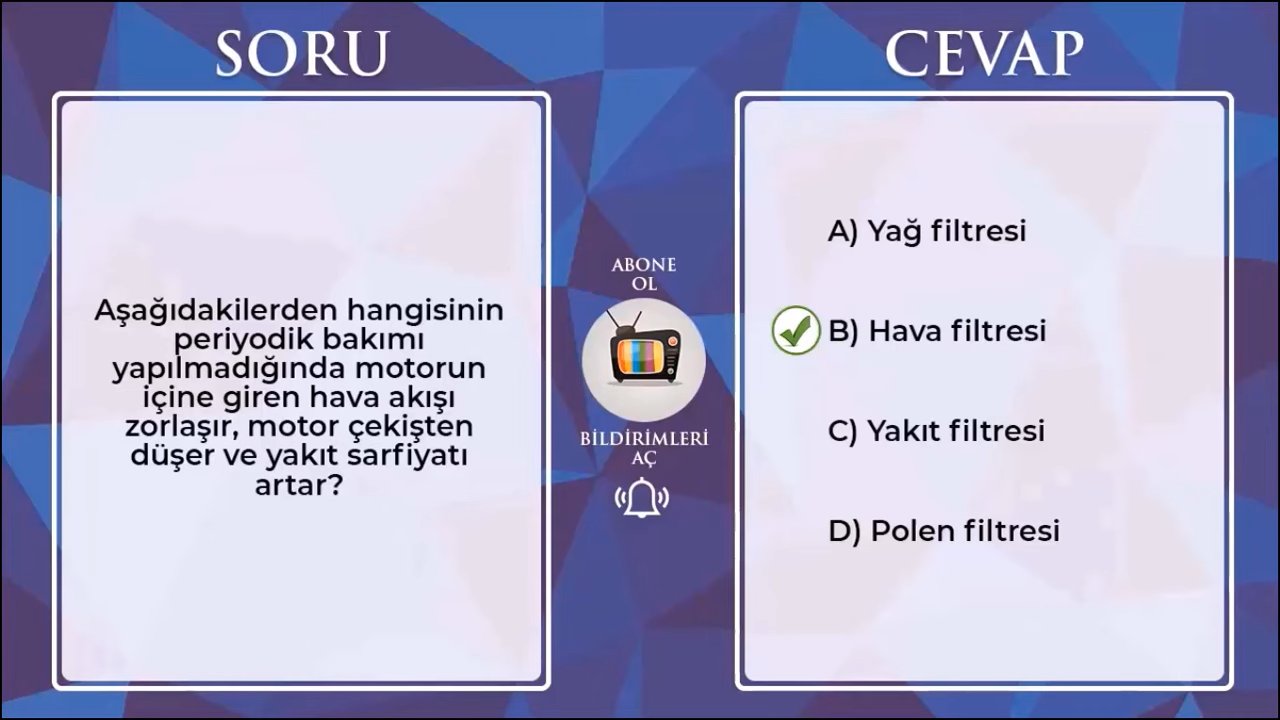 SORU
Aşağıdakilerden hangisinin
periyodik bakımı
yapılmadığında motorun
içine giren hava akışı
zorlaşır, motor çekişten
düşer ve yakıt sarfiyatı
artar?
ABONE
OL
BİLDİRİMLERİ
AÇ
CEVAP
A) Yağ filtresi
B) Hava filtresi
C) Yakıt filtresi
D) Polen filtresi